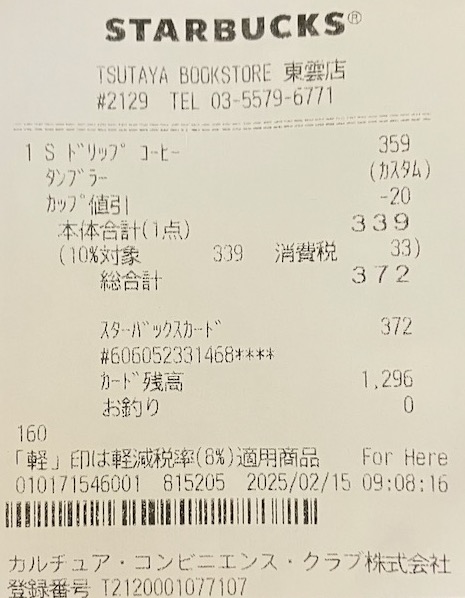 STARBUCKS®
TSUTAYA BOOKSTORE 東雲店
#2129 TEL 03-5579-6771
1 S ドリップ コーヒー 359
タンブラー (カスタム)
カップ値引 -20
本体合計(1点) 339
(10%対象 339 消費税 33)
総合計 372
スターバックスカード 372
#606052331468****
カード残高 1,296
お釣り 0
160
「軽」印は軽減税率(8%)適用商品 For Here
010171546001 815205 2025/02/15 09:08:16
カルチュア・コンビニエンス・クラブ株式会社
登録番号 T2120001077107